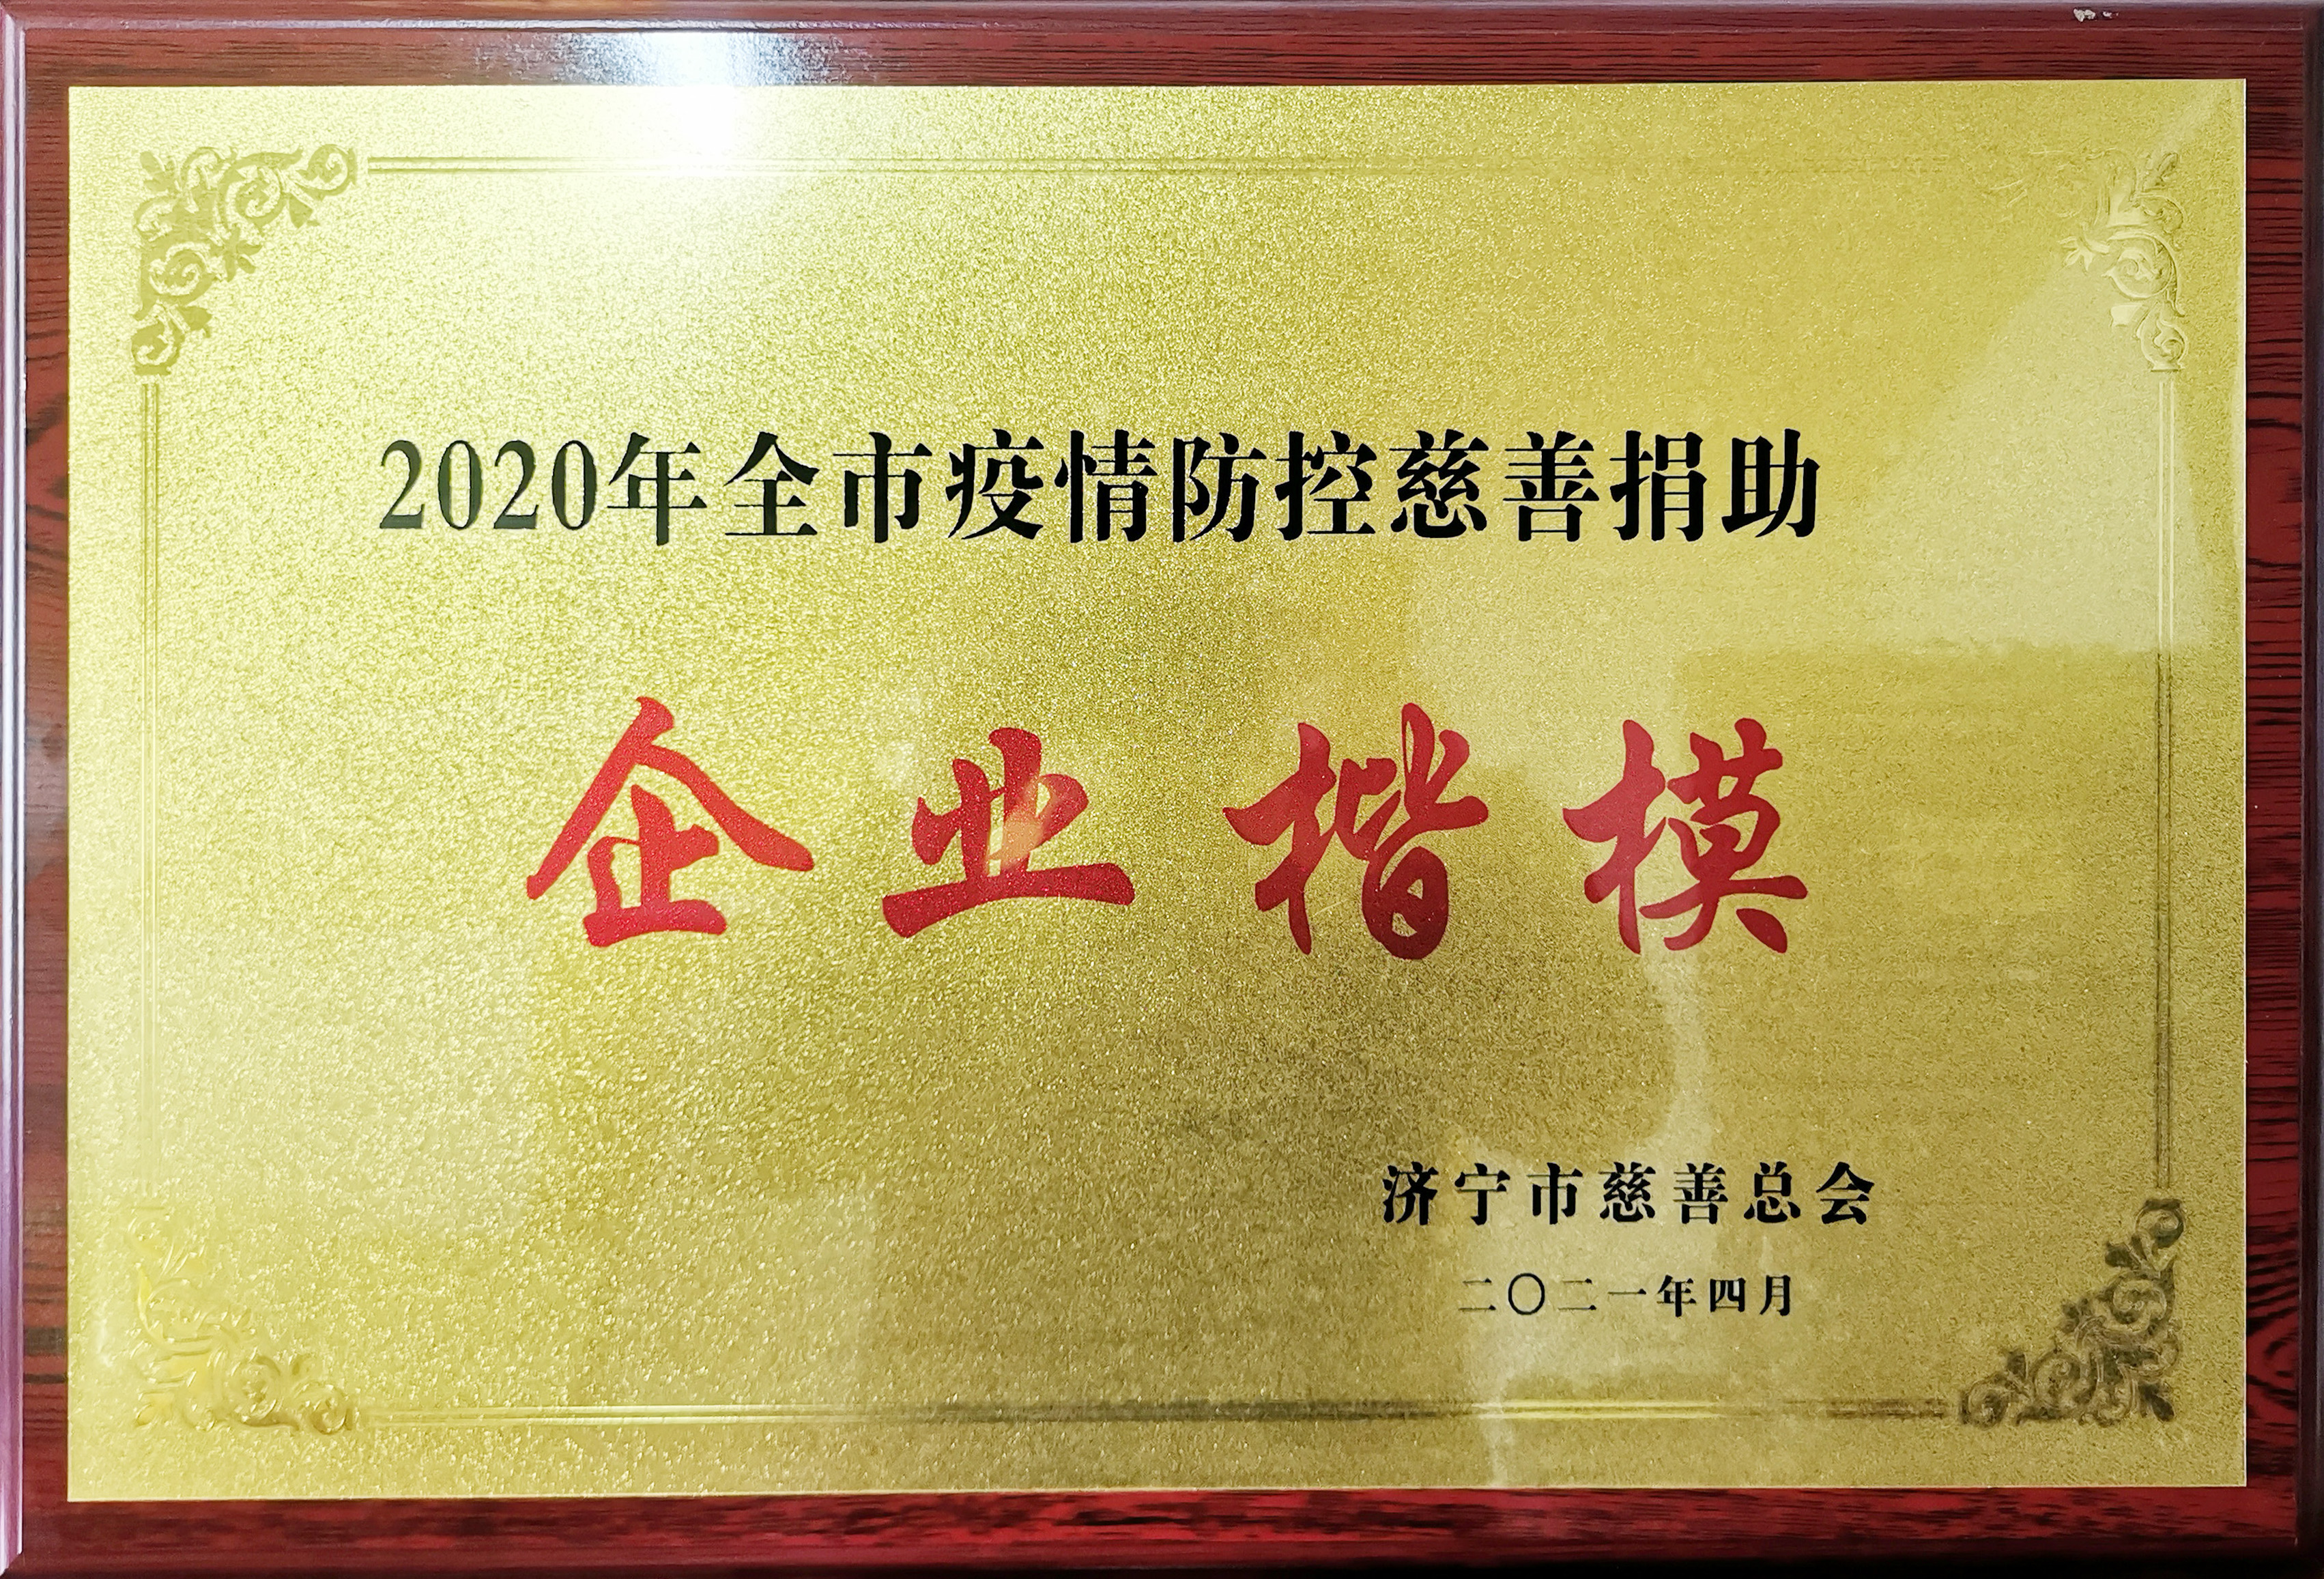 2020年全市疫情防控慈善捐助
企业楷模
济宁市慈善总会
二〇二一年四月